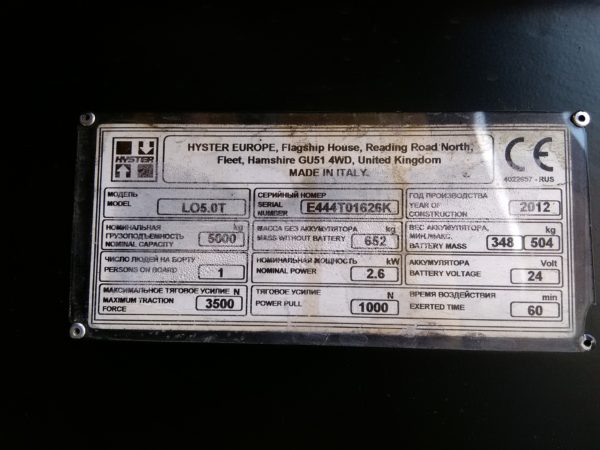 HYSTER
HYSTER EUROPE, Flagship House, Reading Road North,
Fleet, Hamshire GU51 4WD, United Kingdom
MADE IN ITALY.
CE
4022657 - RUS
МОДЕЛЬ
MODEL LO5.0T
СЕРИЙНЫЙ НОМЕР
SERIAL
NUMBER E444T01626K
ГОД ПРОИЗВОДСТВА
YEAR OF
CONSTRUCTION 2012
НОМИНАЛЬНАЯ kg
ГРУЗОПОДЪЕМНОСТЬ
NOMINAL CAPACITY 5000
МАССА БЕЗ АККУМУЛЯТОРА kg
MASS WITHOUT BATTERY 652
ВЕС АККУМУЛЯТОРА, kg
МИН./МАКС.
BATTERY MASS 348 504
ЧИСЛО ЛЮДЕЙ НА БОРТУ
PERSONS ON BOARD 1
НОМИНАЛЬНАЯ МОЩНОСТЬ kW
NOMINAL POWER 2.6
АККУМУЛЯТОРА Volt
BATTERY VOLTAGE 24
МАКСИМАЛЬНОЕ ТЯГОВОЕ УСИЛИЕ N
MAXIMUM TRACTION
FORCE 3500
ТЯГОВОЕ УСИЛИЕ N
POWER PULL 1000
ВРЕМЯ ВОЗДЕЙСТВИЯ min
EXERTED TIME 60